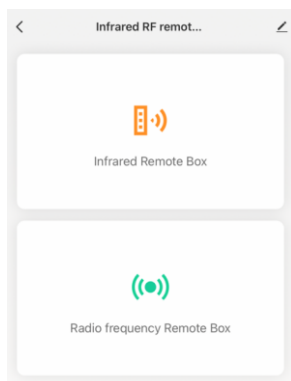 Infrared RF remot...
Infrared Remote Box
Radio frequency Remote Box